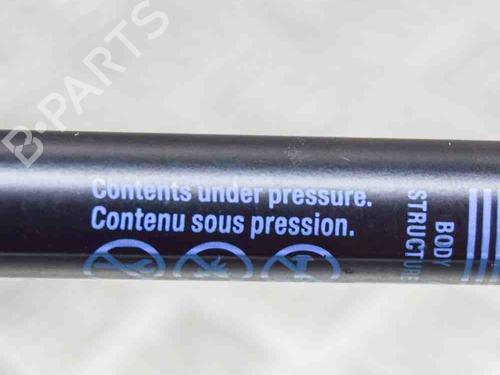 Contents under pressure.
Contenu sous pression.
BODY
STRUCTURE
B-PARTS